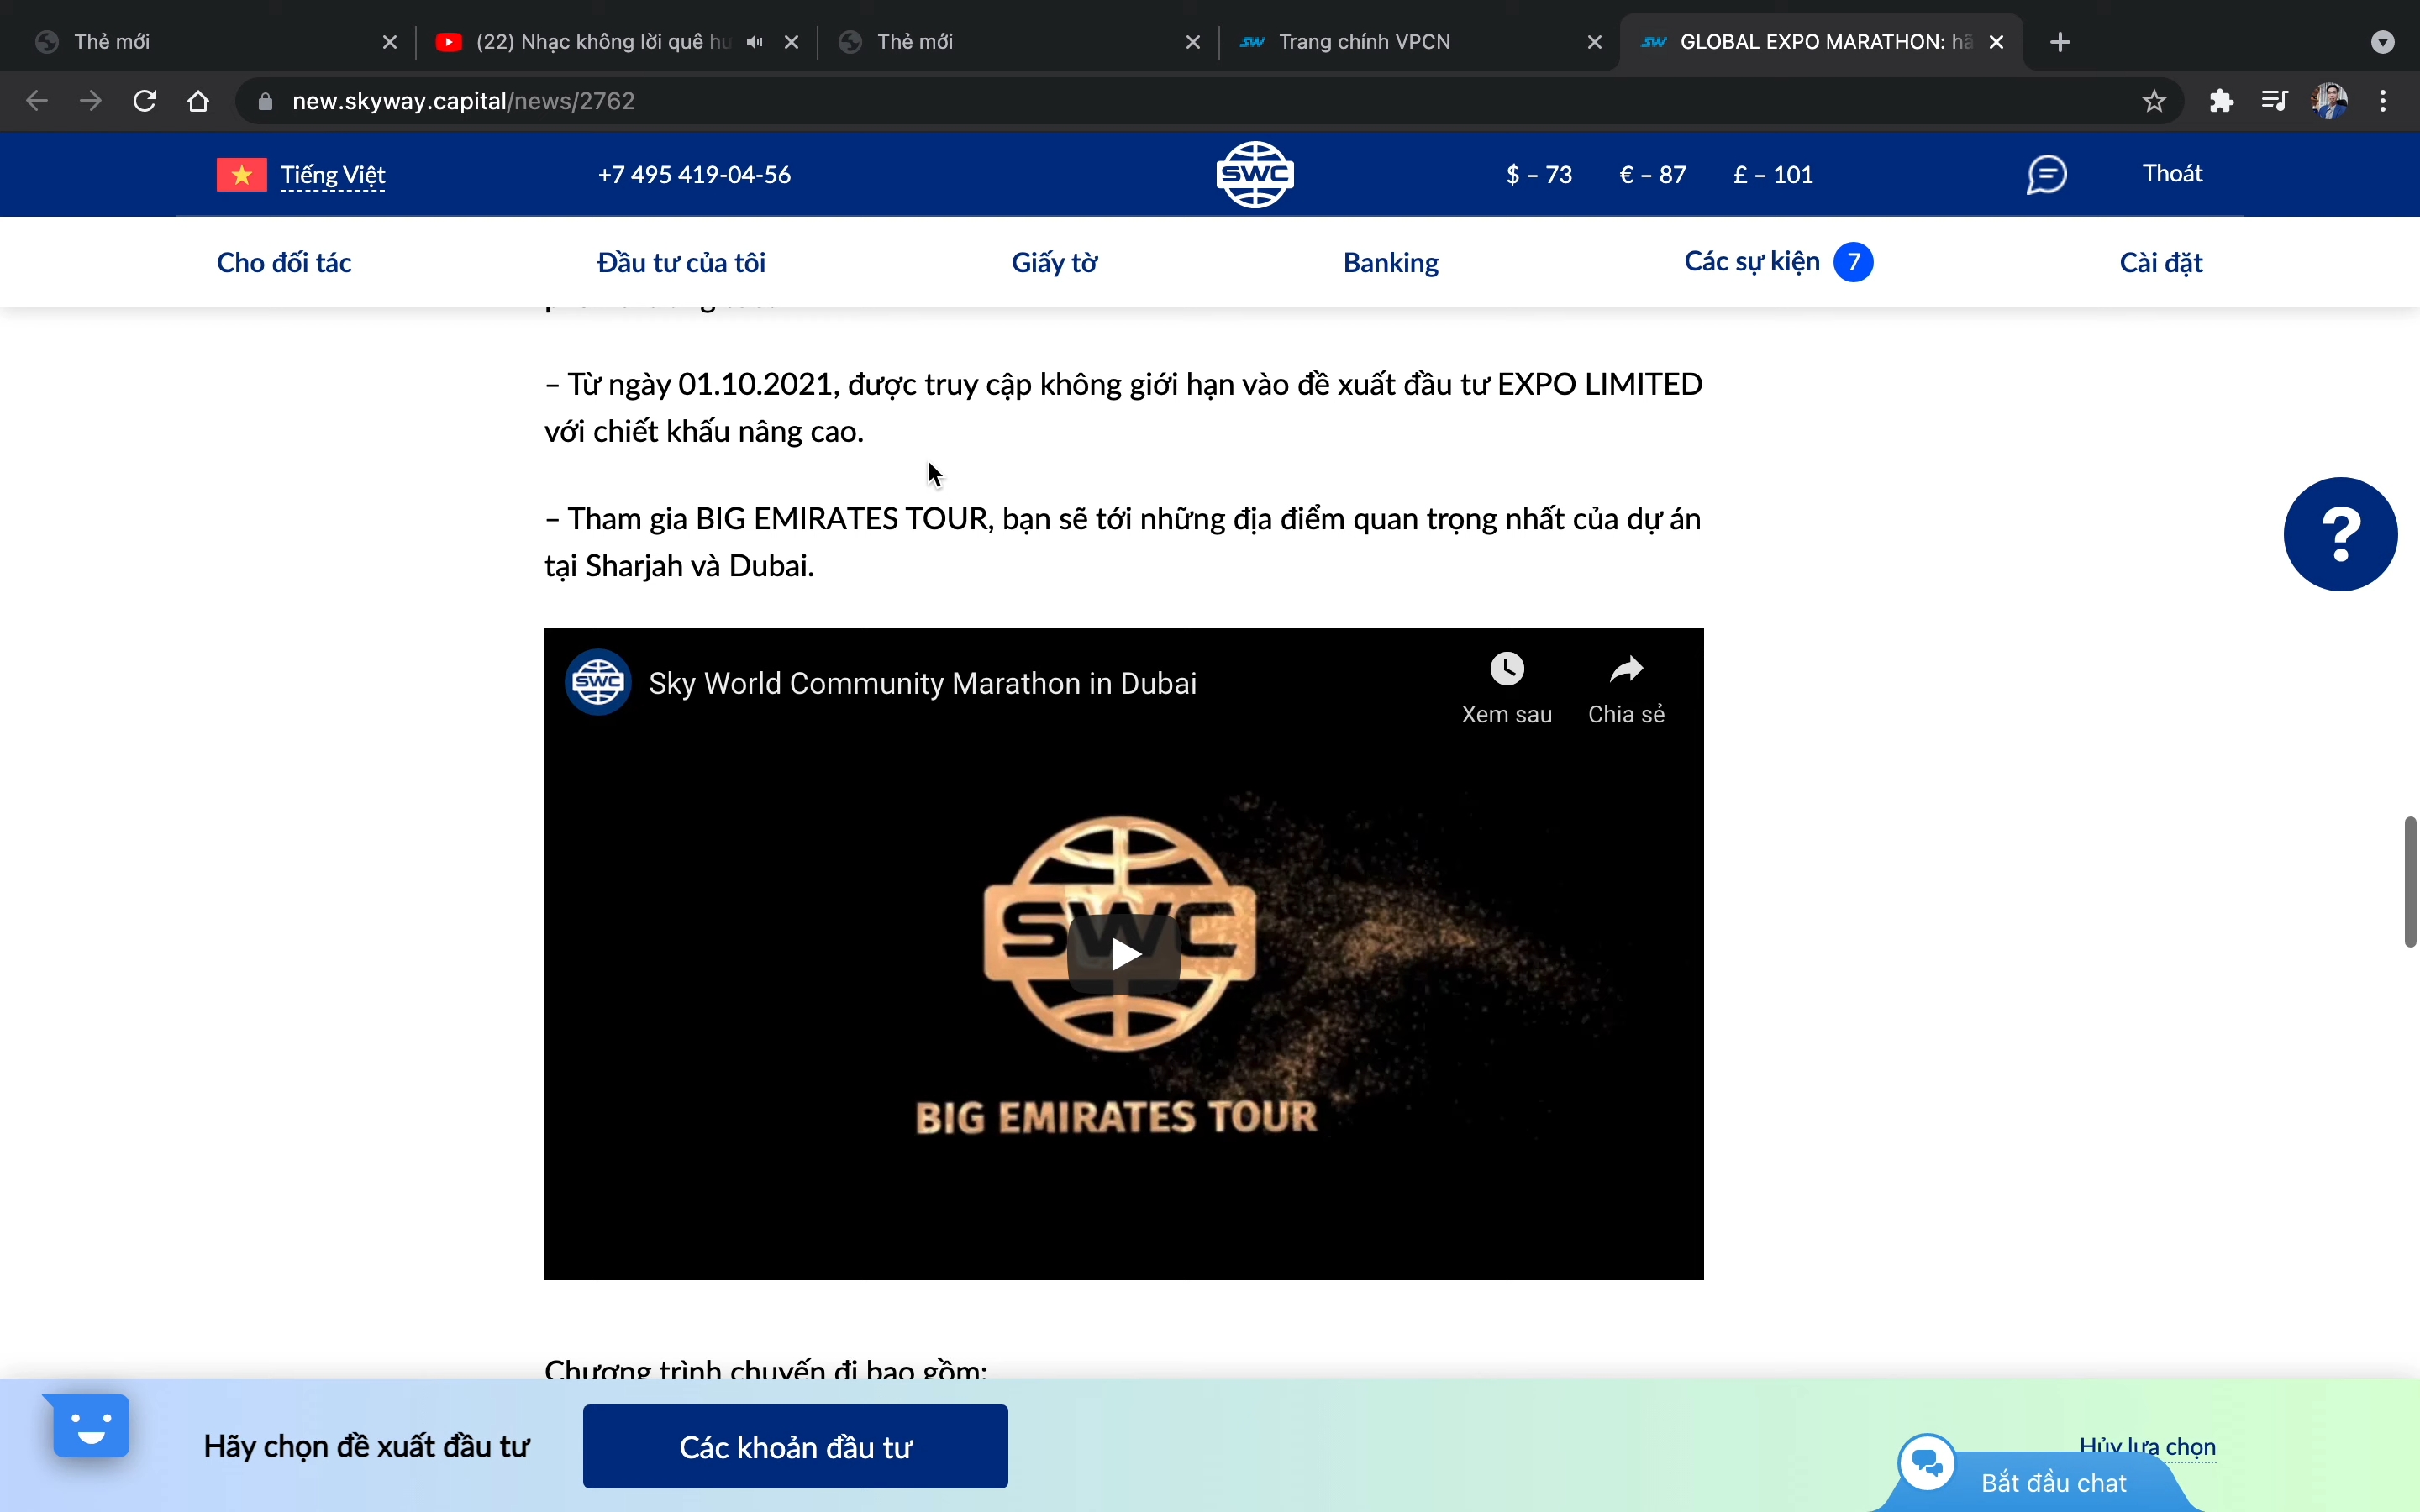 Thẻ mới
(22) Nhạc không lời quê hu
Thẻ mới
Trang chính VPCN
GLOBAL EXPO MARATHON: hã
new.skyway.capital/news/2762
Tiếng Việt
+7 495 419-04-56
SWC
$ – 73
€ – 87
£ – 101
Thoát
Cho đối tác
Đầu tư của tôi
Giấy tờ
Banking
Các sự kiện 7
Cài đặt
– Từ ngày 01.10.2021, được truy cập không giới hạn vào đề xuất đầu tư EXPO LIMITED
với chiết khấu nâng cao.
– Tham gia BIG EMIRATES TOUR, bạn sẽ tới những địa điểm quan trọng nhất của dự án
tại Sharjah và Dubai.
?
SWC
Sky World Community Marathon in Dubai
Xem sau
Chia sẻ
SWC
BIG EMIRATES TOUR
Chương trình chuyến đi bao gồm:
Hãy chọn đề xuất đầu tư
Các khoản đầu tư
Hủy lựa chọn
Bắt đầu chat